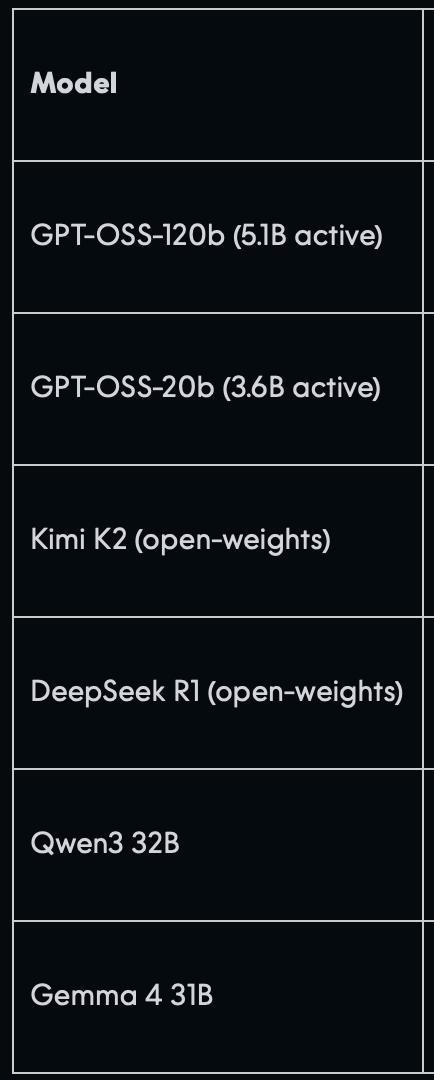 Model
GPT-OSS-120b (5.1B active)
GPT-OSS-20b (3.6B active)
Kimi K2 (open-weights)
DeepSeek R1 (open-weights)
Qwen3 32B
Gemma 4 31B